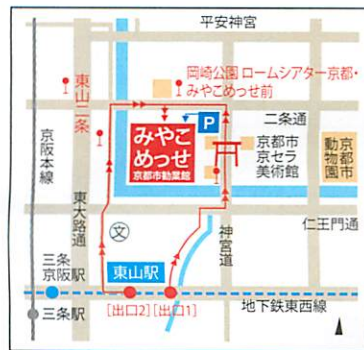 平安神宮
岡崎公園 ロームシアター京都・
みやこめっせ前
東山二条
二条通
P
みやこ
めっせ
京都市勧業館
京都市
京セラ
美術館
京都市
動物園
京阪本線
東大路通
仁王門通
文
神宮道
三条
京阪駅
東山駅
三条駅
[出口2]
[出口1]
地下鉄東西線